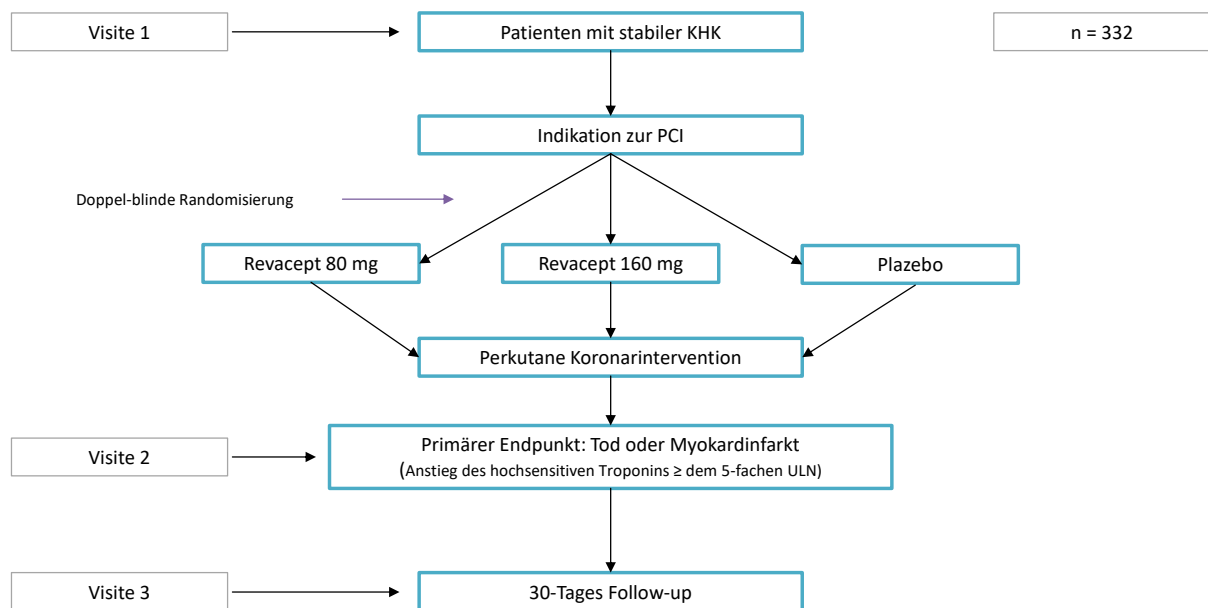 Visite 1
Patienten mit stabiler KHK
n = 332
Indikation zur PCI
Doppel-blinde Randomisierung
Revacept 80 mg
Revacept 160 mg
Plazebo
Perkutane Koronarintervention
Visite 2
Primärer Endpunkt: Tod oder Myokardinfarkt
(Anstieg des hochsensitiven Troponins ≥ dem 5-fachen ULN)
Visite 3
30-Tages Follow-up